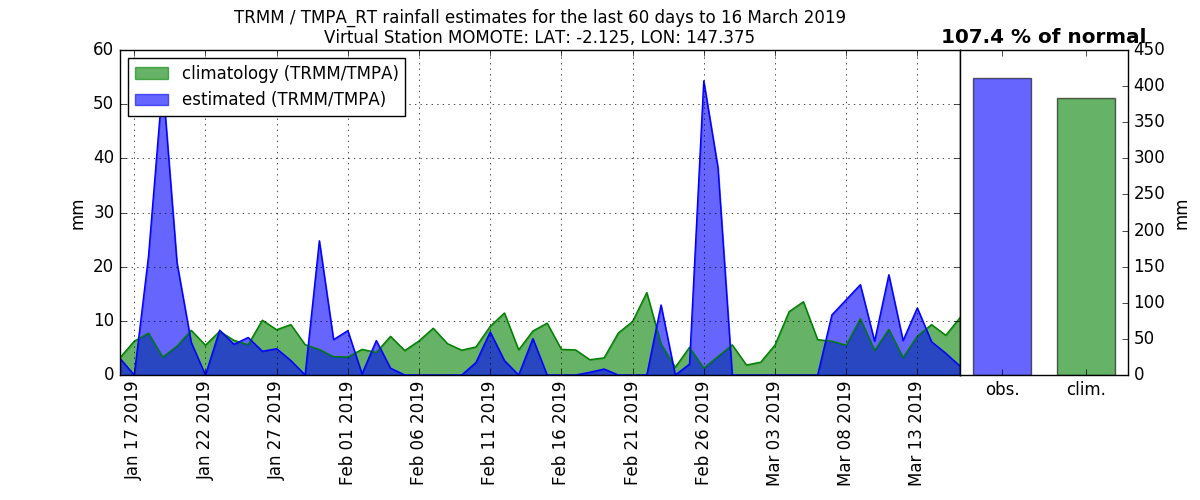 TRMM / TMPA_RT rainfall estimates for the last 60 days to 16 March 2019
Virtual Station MOMOTE: LAT: -2.125, LON: 147.375
107.4 % of normal
climatology (TRMM/TMPA)
estimated (TRMM/TMPA)
60
50
40
30
20
10
0
mm
Jan 17 2019
Jan 22 2019
Jan 27 2019
Feb 01 2019
Feb 06 2019
Feb 11 2019
Feb 16 2019
Feb 21 2019
Feb 26 2019
Mar 03 2019
Mar 08 2019
Mar 13 2019
obs.
clim.
450
400
350
300
250
200
150
100
50
0
mm